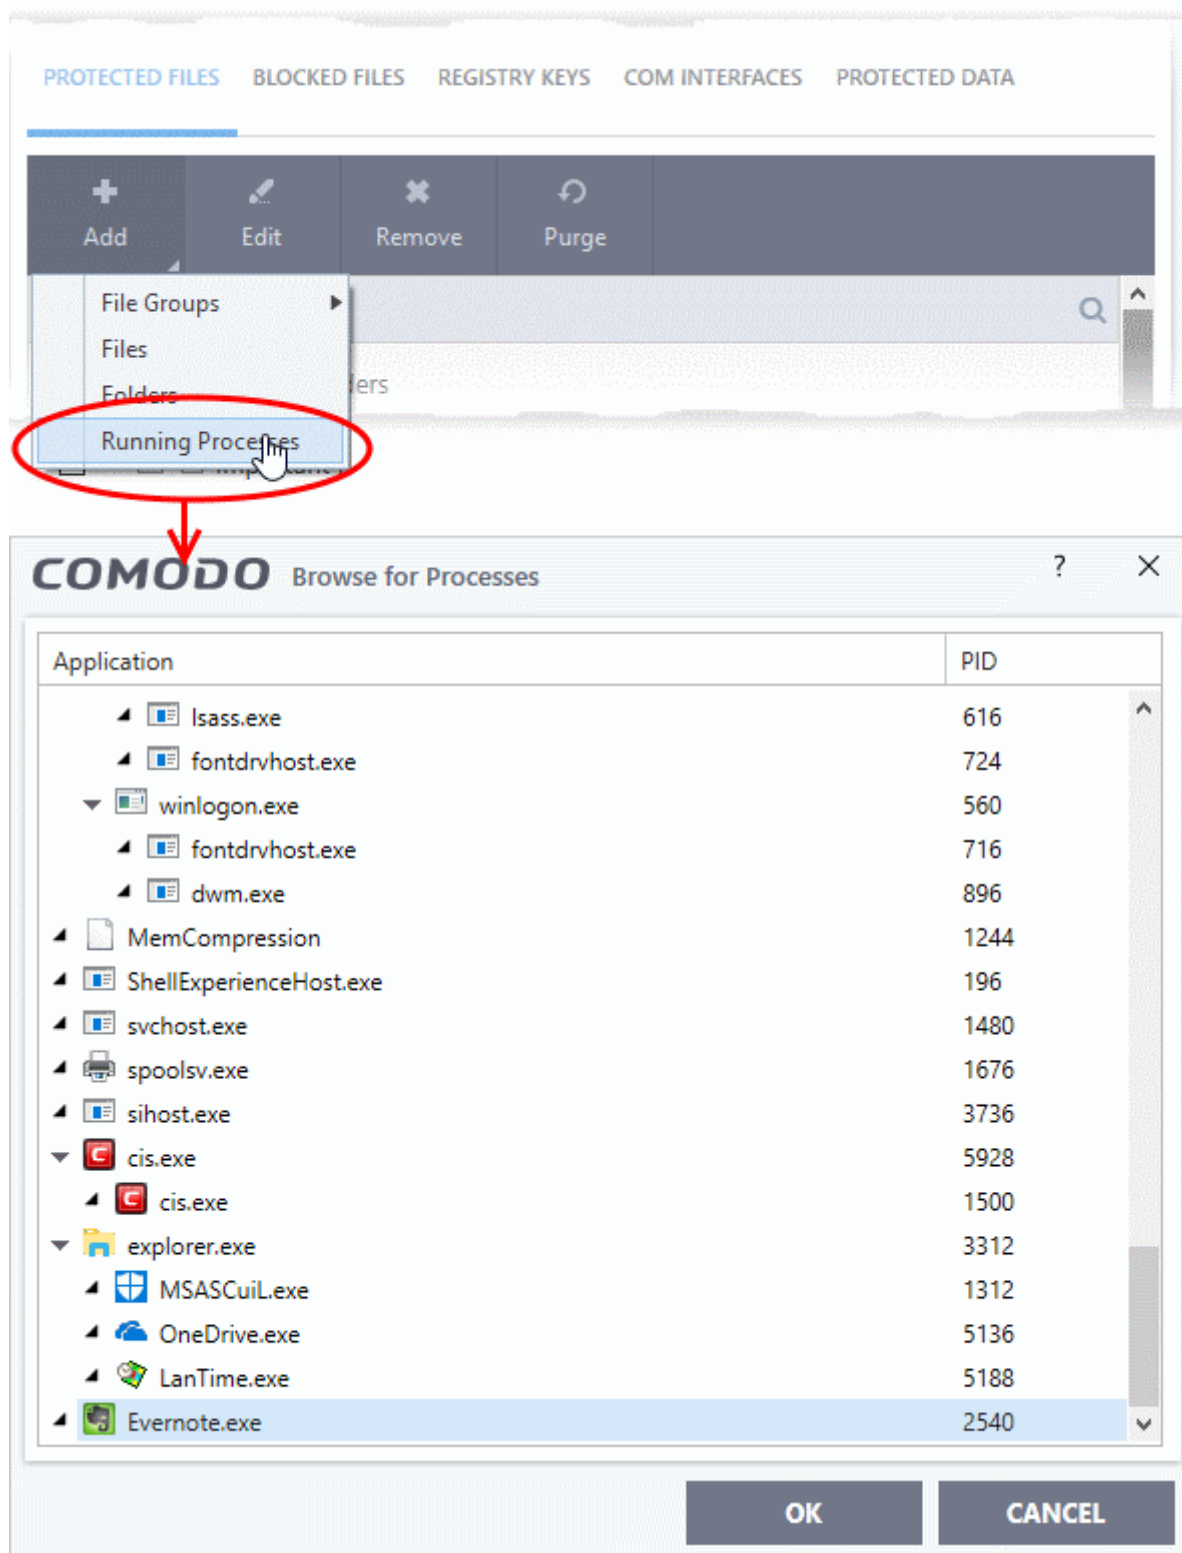 PROTECTED FILES BLOCKED FILES REGISTRY KEYS COM INTERFACES PROTECTED DATA
Add Edit Remove Purge
File Groups
Files
ders
Folders
Running Processes
Important
COMODO Browse for Processes ?
Application PID
lsass.exe 616
fontdrvhost.exe 724
winlogon.exe 560
fontdrvhost.exe 716
dwm.exe 896
MemCompression 1244
ShellExperienceHost.exe 196
svchost.exe 1480
spoolsv.exe 1676
sihost.exe 3736
cis.exe 5928
cis.exe 1500
explorer.exe 3312
MSASCuiL.exe 1312
OneDrive.exe 5136
LanTime.exe 5188
Evernote.exe 2540
OK CANCEL